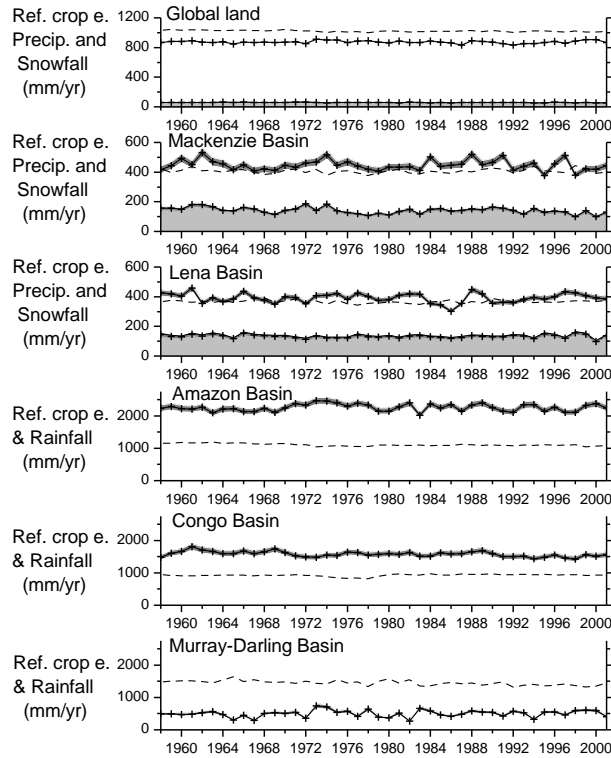 Ref. crop e.
Precip. and
Snowfall
(mm/yr)
Global land
1200
800
400
0
1960 1964 1968 1972 1976 1980 1984 1988 1992 1996 2000
Ref. crop e.
Precip. and
Snowfall
(mm/yr)
Mackenzie Basin
600
400
200
0
1960 1964 1968 1972 1976 1980 1984 1988 1992 1996 2000
Ref. crop e.
Precip. and
Snowfall
(mm/yr)
Lena Basin
600
400
200
0
1960 1964 1968 1972 1976 1980 1984 1988 1992 1996 2000
Ref. crop e.
& Rainfall
(mm/yr)
Amazon Basin
2000
1000
0
1960 1964 1968 1972 1976 1980 1984 1988 1992 1996 2000
Ref. crop e.
& Rainfall
(mm/yr)
Congo Basin
2000
1000
0
1960 1964 1968 1972 1976 1980 1984 1988 1992 1996 2000
Ref. crop e.
& Rainfall
(mm/yr)
Murray-Darling Basin
2000
1000
0
1960 1964 1968 1972 1976 1980 1984 1988 1992 1996 2000